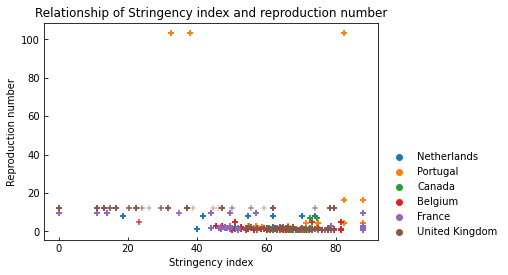 Relationship of Stringency index and reproduction number
100
80
60
40
20
0
Reproduction number
0 20 40 60 80
Stringency index
Netherlands
Portugal
Canada
Belgium
France
United Kingdom